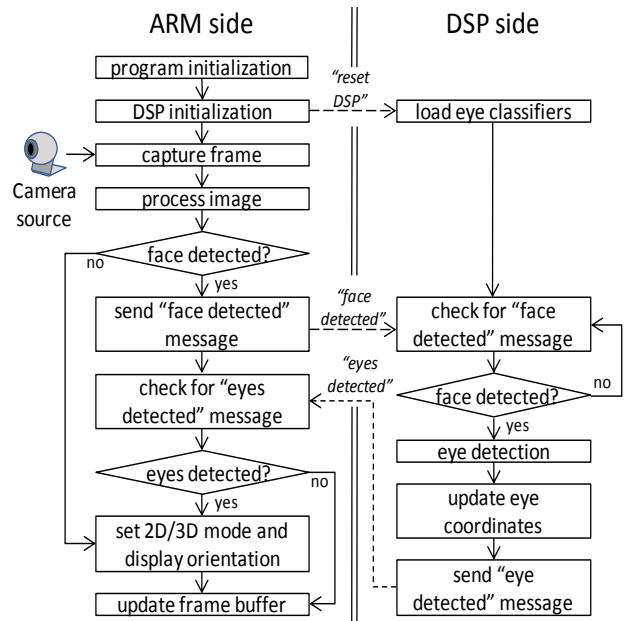 ARM side
DSP side
program initialization
"reset
DSP"
DSP initialization
load eye classifiers
capture frame
Camera
source
process image
face detected?
no
yes
send "face detected"
message
"face
detected"
check for "face
detected" message
"eyes
detected"
check for "eyes
detected" message
face detected?
no
yes
eyes detected?
no
yes
eye detection
update eye
coordinates
set 2D/3D mode and
display orientation
send "eye
detected" message
update frame buffer